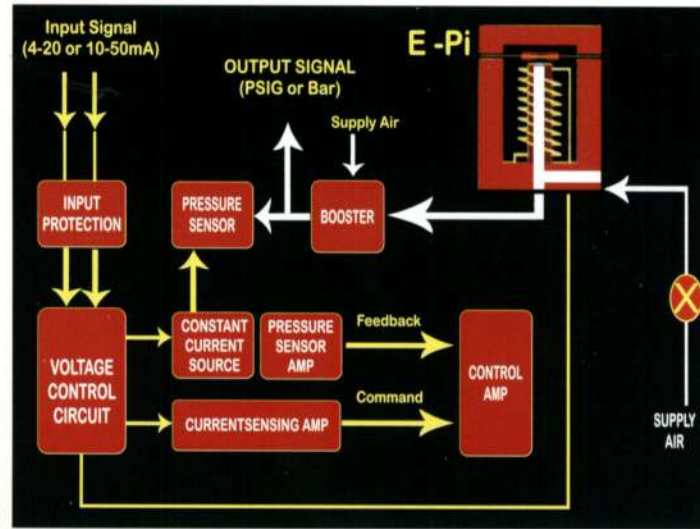 Input Signal
(4-20 or 10-50mA)
E -Pi
OUTPUT SIGNAL
(PSIG or Bar)
Supply Air
INPUT
PROTECTION
PRESSURE
SENSOR
BOOSTER
VOLTAGE
CONTROL
CIRCUIT
CONSTANT
CURRENT
SOURCE
PRESSURE
SENSOR
AMP
Feedback
CONTROL
AMP
Command
CURRENTSENSING AMP
SUPPLY
AIR